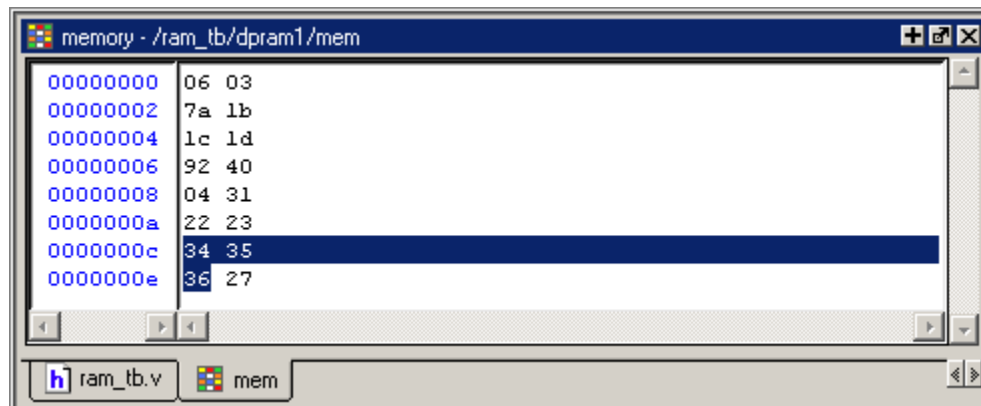 memory - /ram_tb/dpram1/mem
00000000 06 03
00000002 7a 1b
00000004 1c 1d
00000006 92 40
00000008 04 31
0000000a 22 23
0000000c 34 35
0000000e 36 27
h ram_tb.v mem